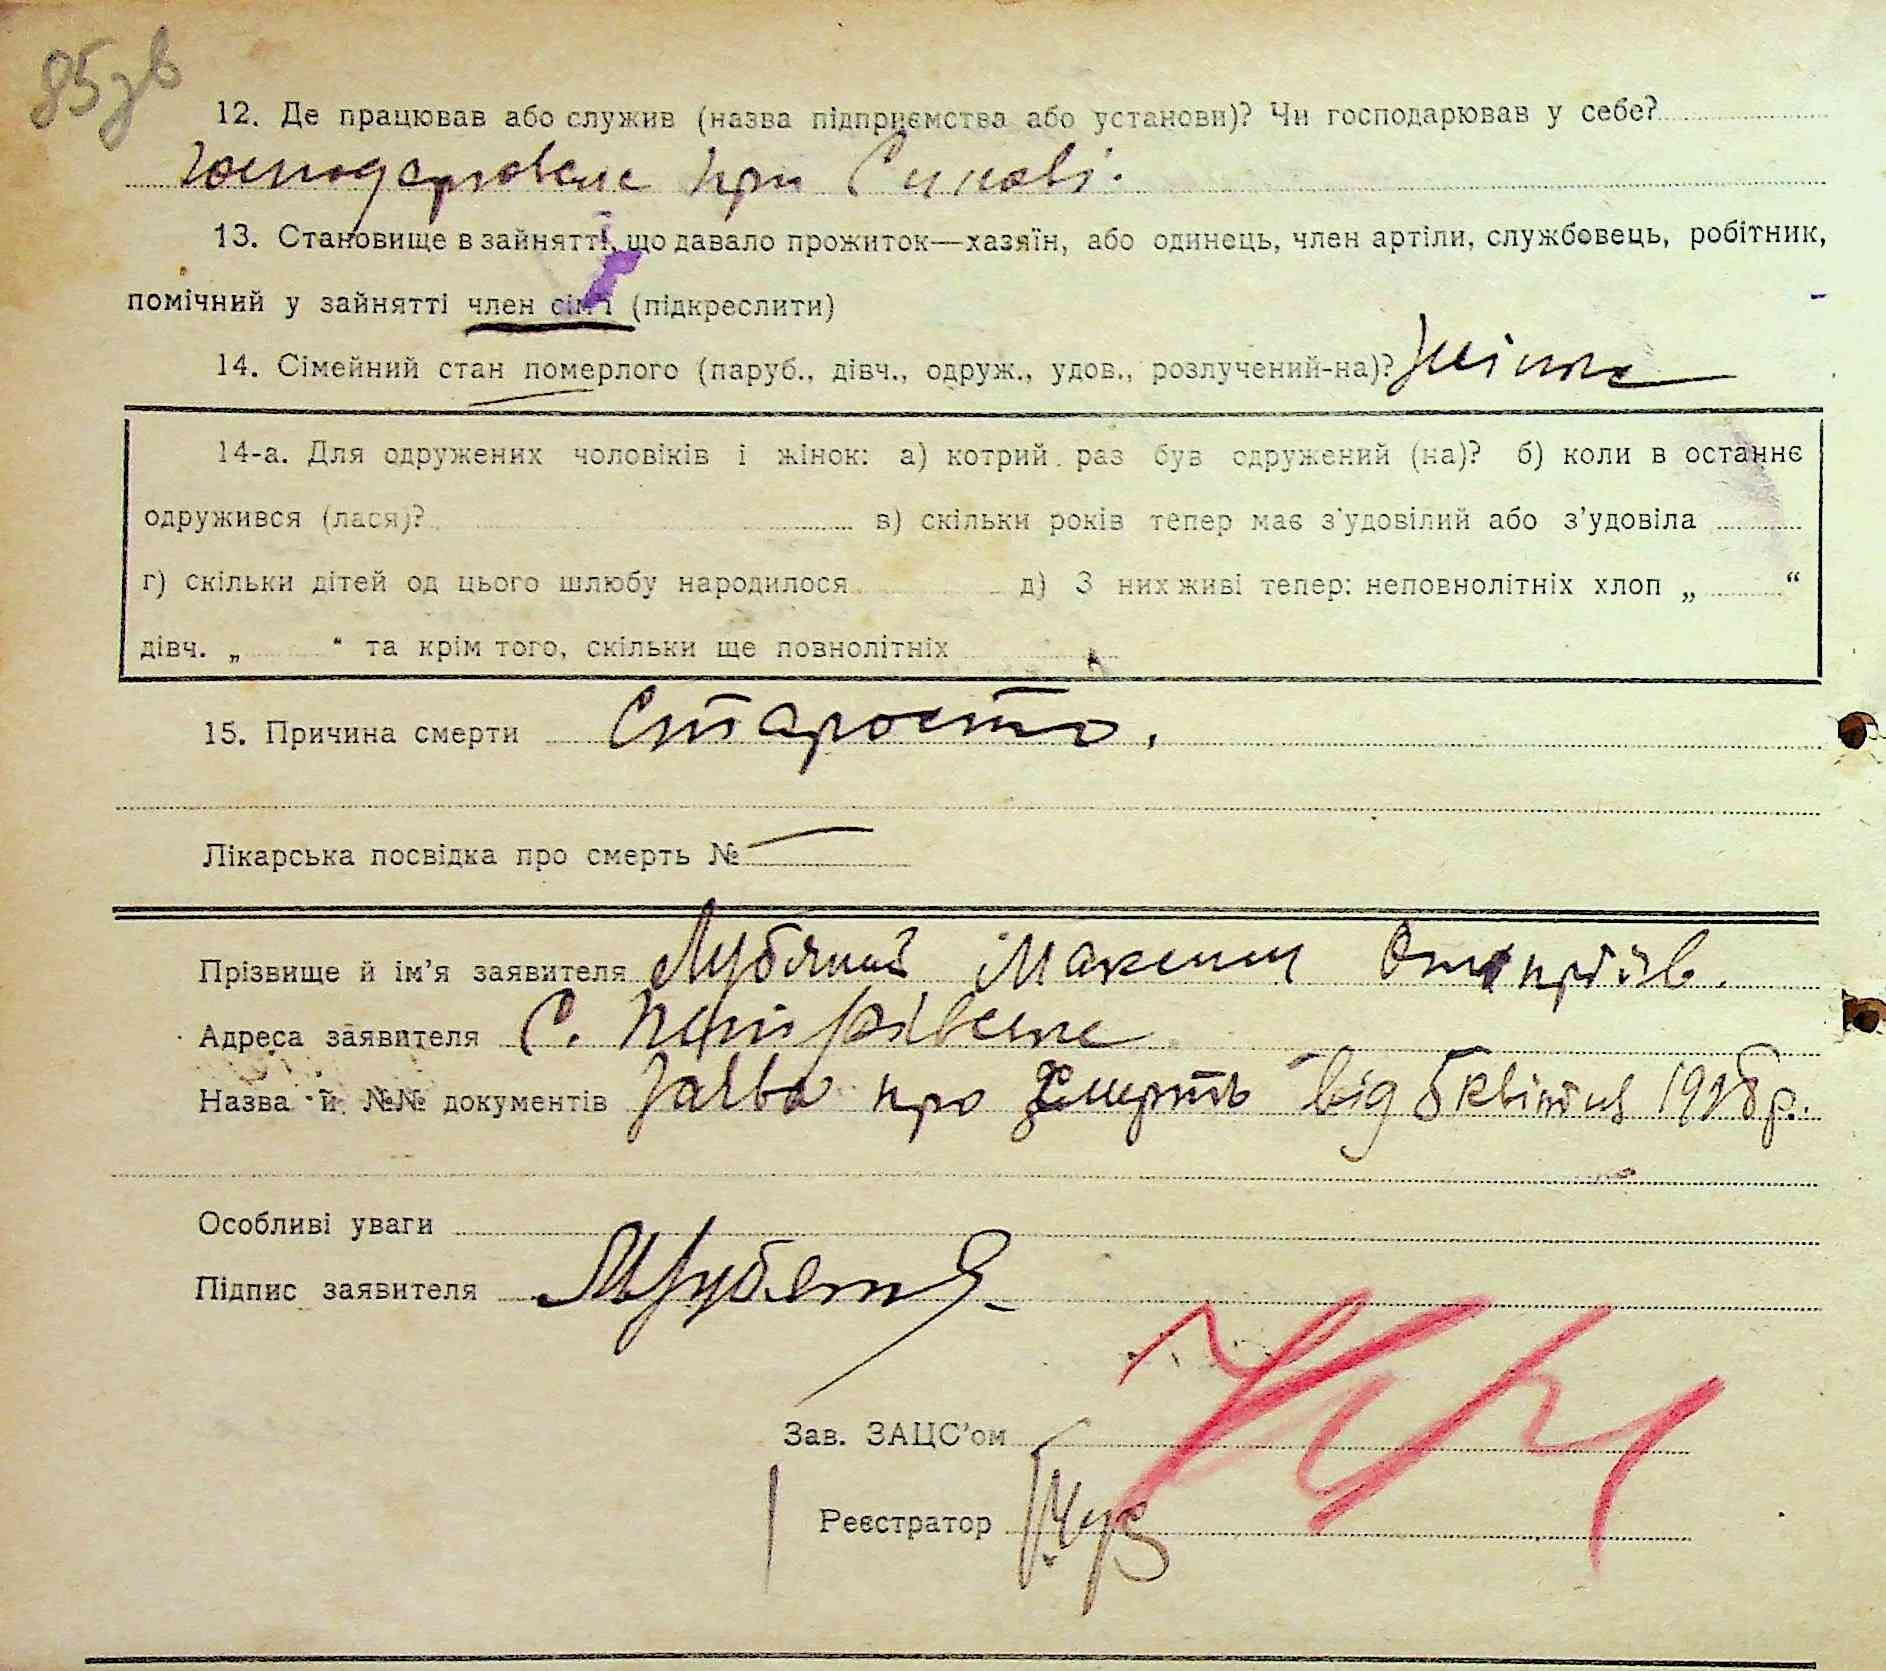 85зв
12. Де працював або служив (назва підприємства або установи)? Чи господарював у себе?
господарювала при Синові.
13. Становище в зайнятті, що давало прожиток—хазяїн, або одинець, член артіли, службовець, робітник,
помічний у зайнятті член сім'ї (підкреслити)
14. Сімейний стан померлого (паруб., дівч., одруж., удов., розлучений-на)? жінка
14-а. Для одружених чоловіків і жінок: а) котрий раз був одружений (на)? б) коли в останнє
одружився (лася)? в) скільки років тепер має з'удовілий або з'удовіла
г) скільки дітей од цього шлюбу народилося д) З них живі тепер: неповнолітніх хлоп „ “
дівч. „ “ та крім того, скільки ще повнолітніх
15. Причина смерти Старость.
Лікарська посвідка про смерть № —
Прізвище й ім'я заявителя Лубяний Максим
Адреса заявителя С. Петрівське
Назва й №№ документів Заява про смерть від 5 квітня 1928 р.
Особливі уваги
Підпис заявителя
Зав. ЗАЦС'ом
Реєстратор